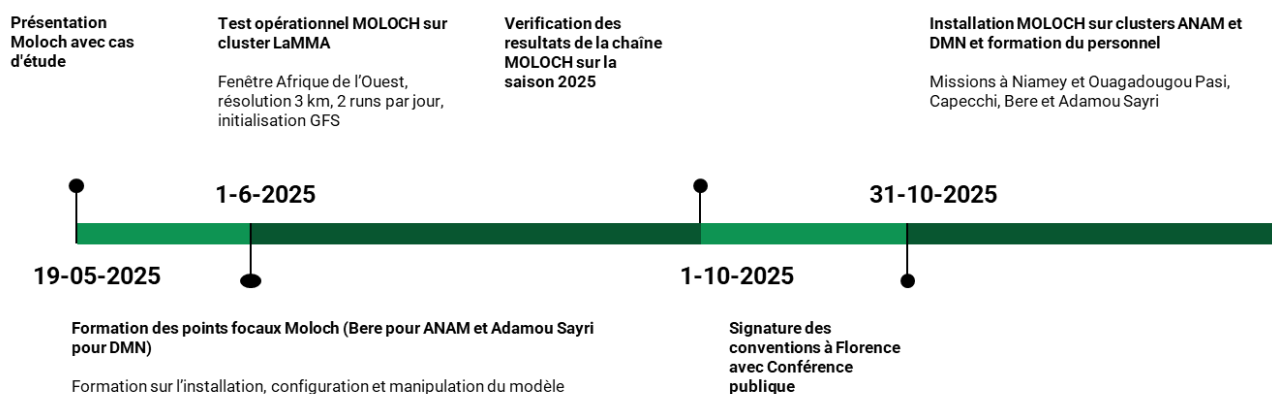 Présentation
Moloch avec cas
d'étude
Test opérationnel MOLOCH sur
cluster LaMMA
Fenêtre Afrique de l’Ouest,
résolution 3 km, 2 runs par jour,
initialisation GFS
Verification des
resultats de la chaîne
MOLOCH sur la
saison 2025
Installation MOLOCH sur clusters ANAM et
DMN et formation du personnel
Missions à Niamey et Ouagadougou Pasi,
Capecchi, Bere et Adamou Sayri
1-6-2025
31-10-2025
19-05-2025
1-10-2025
Formation des points focaux Moloch (Bere pour ANAM et Adamou Sayri
pour DMN)
Formation sur l’installation, configuration et manipulation du modèle
Signature des
conventions à Florence
avec Conférence
publique